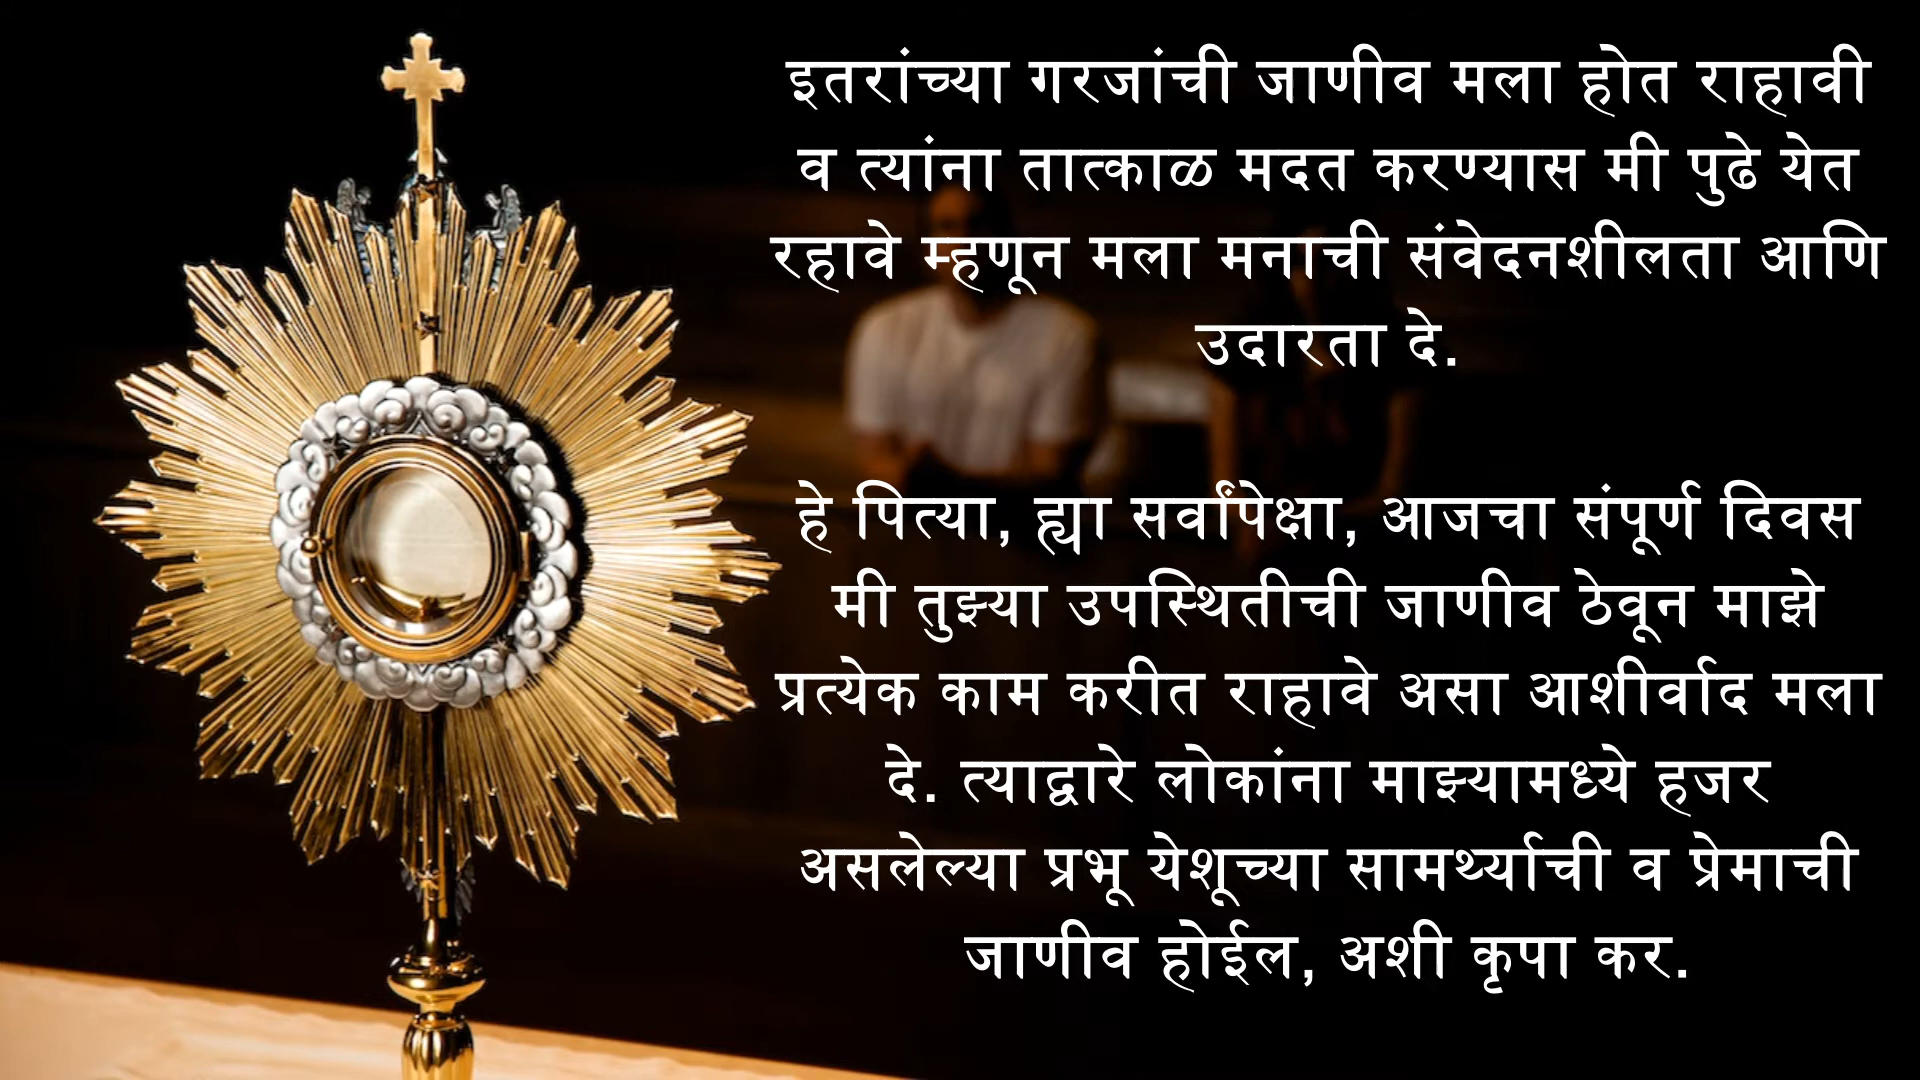 इतरांच्या गरजांची जाणीव मला होत राहावी
व त्यांना तात्काळ मदत करण्यास मी पुढे येत
रहावे म्हणून मला मनाची संवेदनशीलता आणि
उदारता दे.
हे पित्या, ह्या सर्वांपेक्षा, आजचा संपूर्ण दिवस
मी तुझ्या उपस्थितीची जाणीव ठेवून माझे
प्रत्येक काम करीत राहावे असा आशीर्वाद मला
दे. त्याद्वारे लोकांना माझ्यामध्ये हजर
असलेल्या प्रभू येशूच्या सामर्थ्याची व प्रेमाची
जाणीव होईल, अशी कृपा कर.